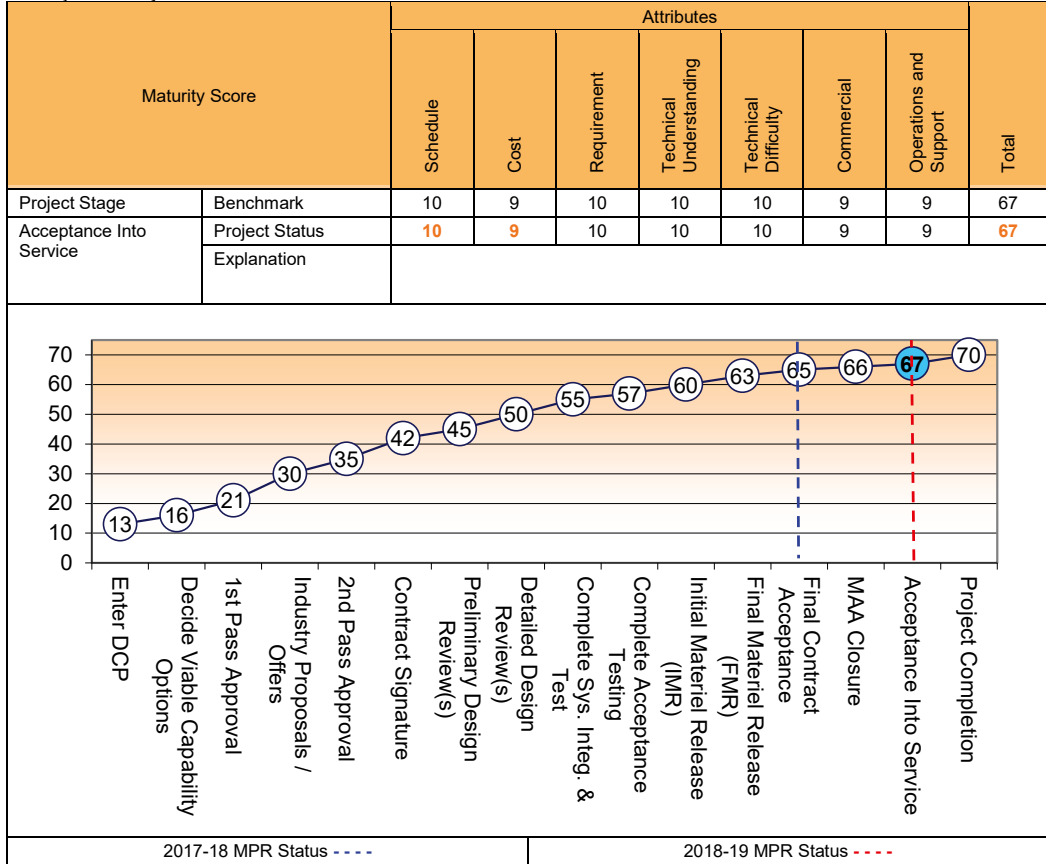 Maturity Score
Attributes
Schedule
Cost
Requirement
Technical
Understanding
Technical
Difficulty
Commercial
Operations and
Support
Total
Project Stage Benchmark 10 9 10 10 10 9 9 67
Acceptance Into
Service
Project Status 10 9 10 10 10 9 9 67
Explanation
70
60
50
40
30
20
10
0
13
16
21
30
35
42
45
50
55
57
60
63
65
66
67
70
Enter DCP
Decide Viable Capability
Options
1st Pass Approval
Industry Proposals /
Offers
2nd Pass Approval
Contract Signature
Preliminary Design
Review(s)
Detailed Design
Review(s)
Complete Sys. Integ. &
Test
Complete Acceptance
Testing
Initial Materiel Release
(IMR)
Final Materiel Release
(FMR)
Final Contract
Acceptance
MAA Closure
Acceptance Into Service
Project Completion
2017-18 MPR Status - - - -
2018-19 MPR Status - - - -